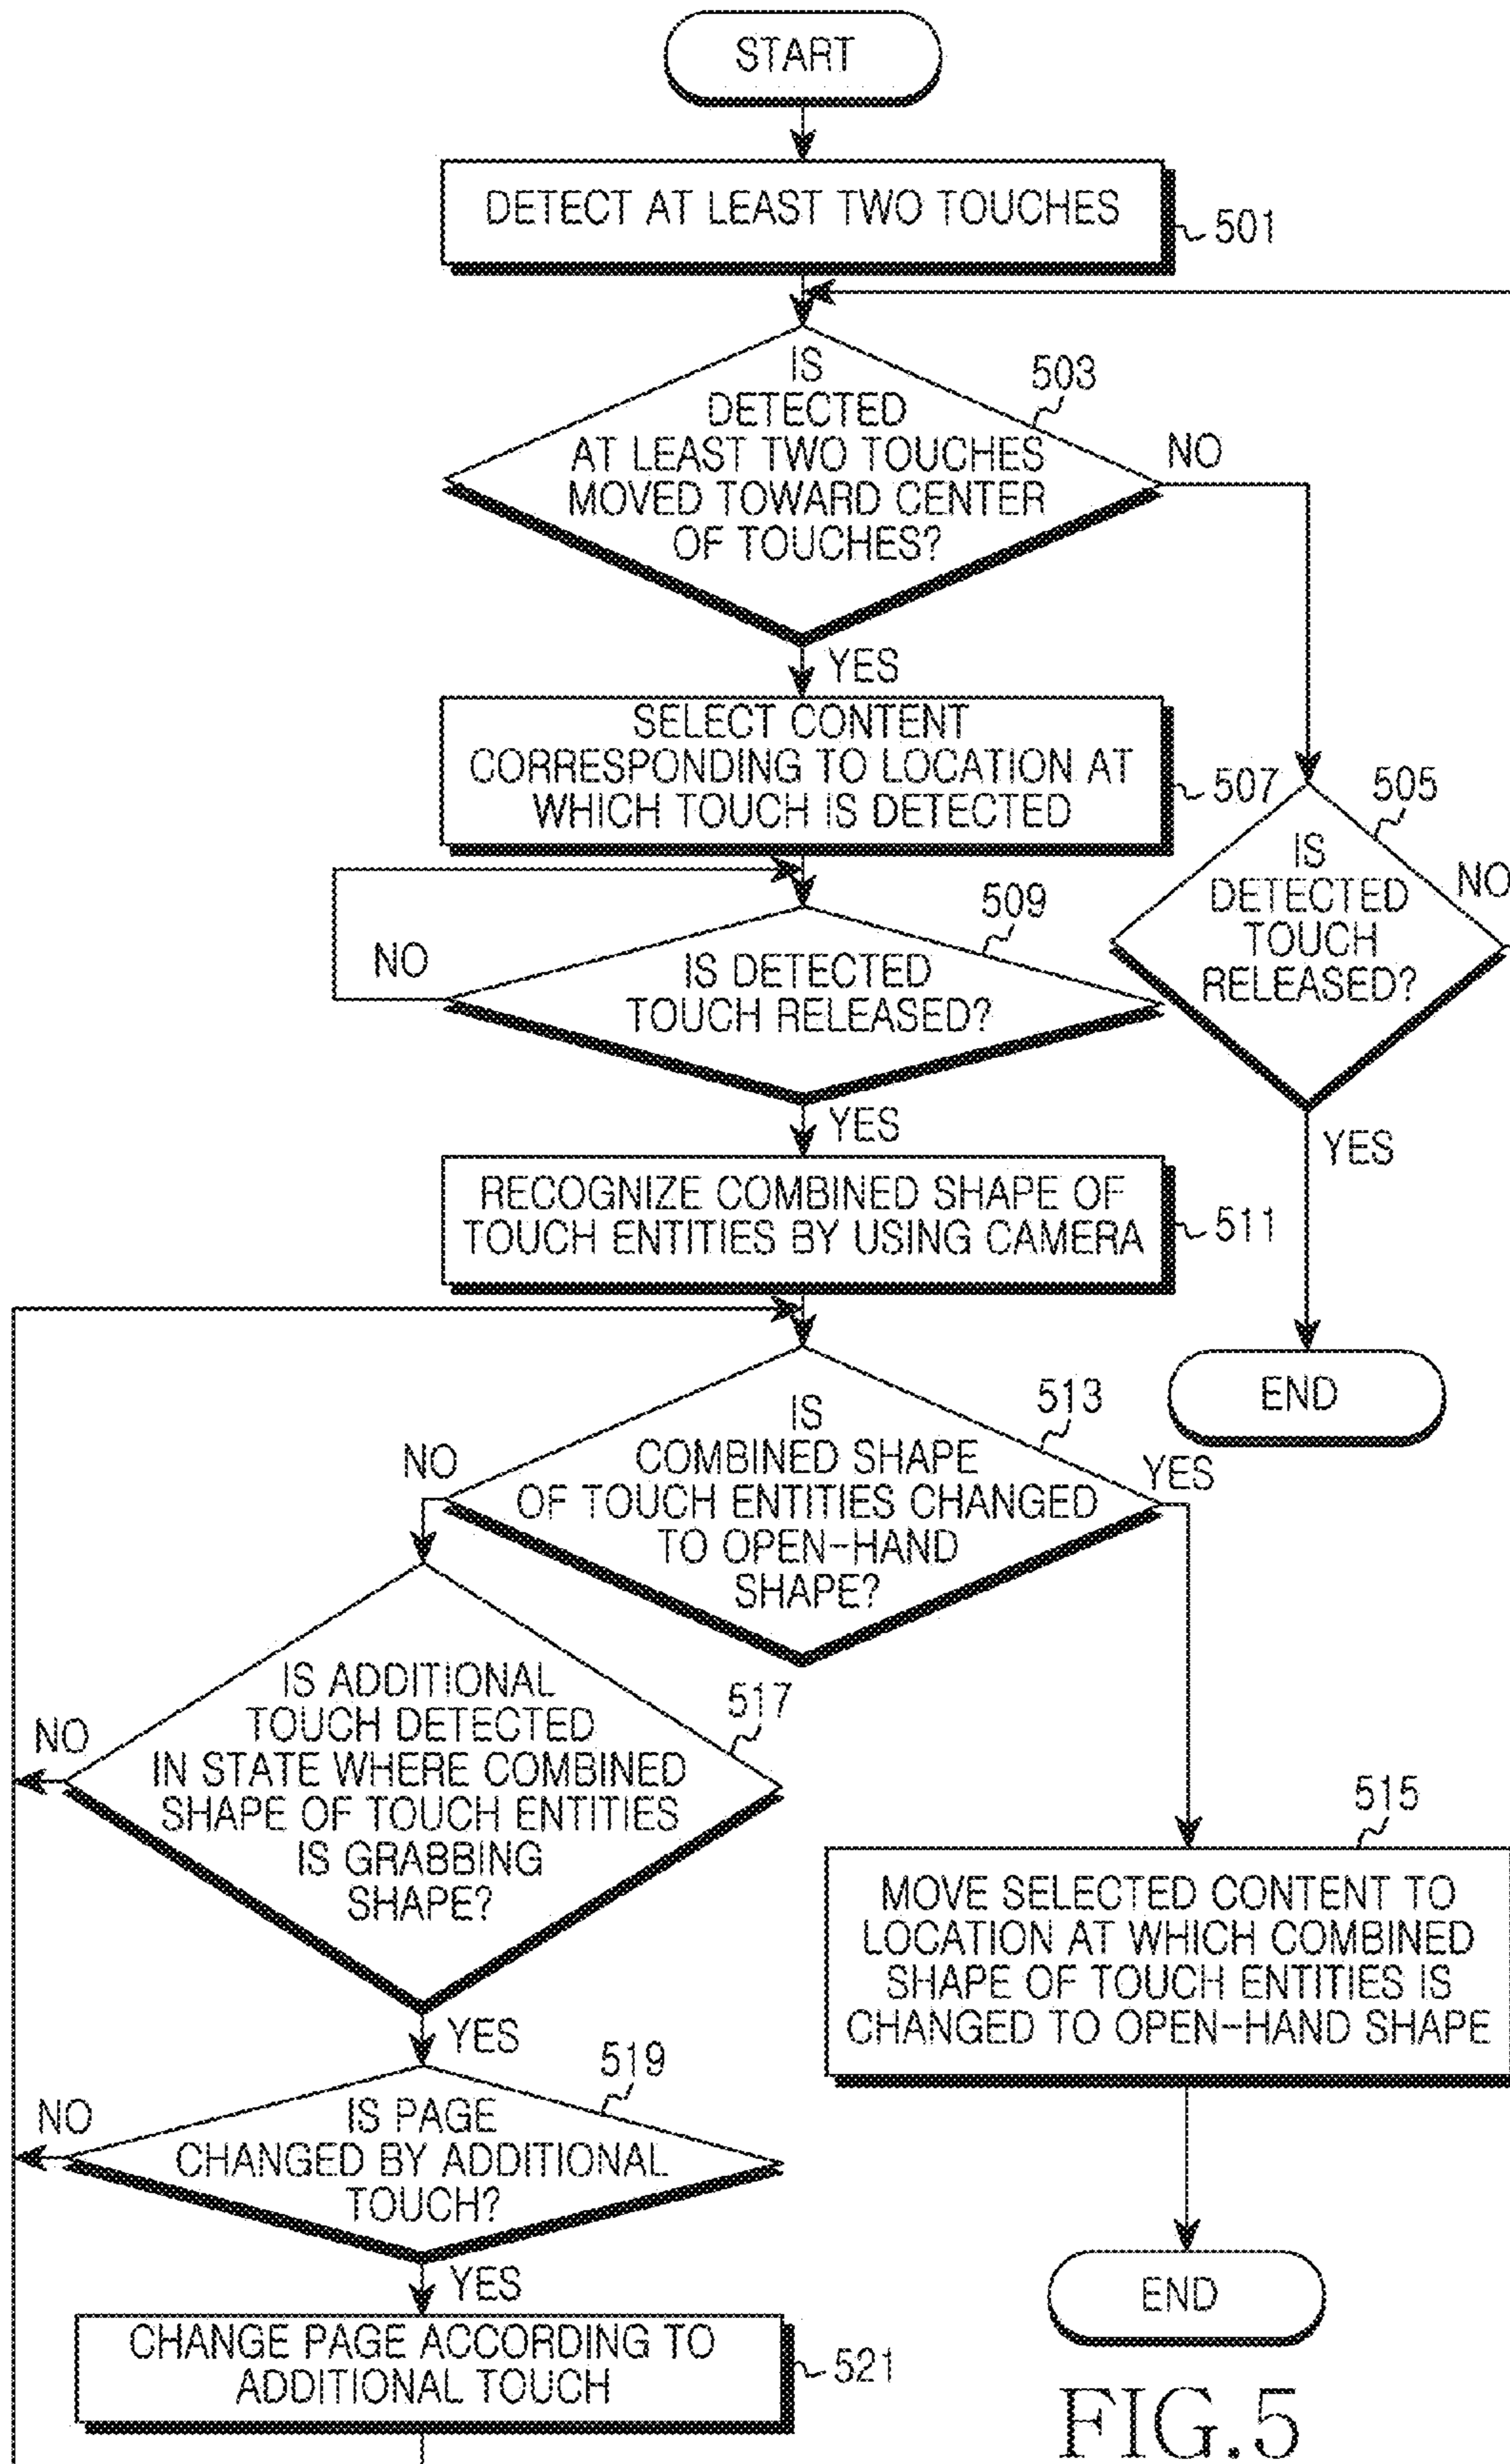 START
DETECT AT LEAST TWO TOUCHES
501
IS
DETECTED
AT LEAST TWO TOUCHES
MOVED TOWARD CENTER
OF TOUCHES?
503
NO
YES
SELECT CONTENT
CORRESPONDING TO LOCATION AT
WHICH TOUCH IS DETECTED
507
505
IS
DETECTED
TOUCH
RELEASED?
NO
YES
END
509
IS DETECTED
TOUCH RELEASED?
NO
YES
RECOGNIZE COMBINED SHAPE OF
TOUCH ENTITIES BY USING CAMERA
511
513
IS
COMBINED SHAPE
OF TOUCH ENTITIES CHANGED
TO OPEN-HAND
SHAPE?
NO
YES
517
IS ADDITIONAL
TOUCH DETECTED
IN STATE WHERE COMBINED
SHAPE OF TOUCH ENTITIES
IS GRABBING
SHAPE?
NO
YES
515
MOVE SELECTED CONTENT TO
LOCATION AT WHICH COMBINED
SHAPE OF TOUCH ENTITIES IS
CHANGED TO OPEN-HAND SHAPE
519
IS PAGE
CHANGED BY ADDITIONAL
TOUCH?
NO
YES
END
CHANGE PAGE ACCORDING TO
ADDITIONAL TOUCH
521
FIG.5